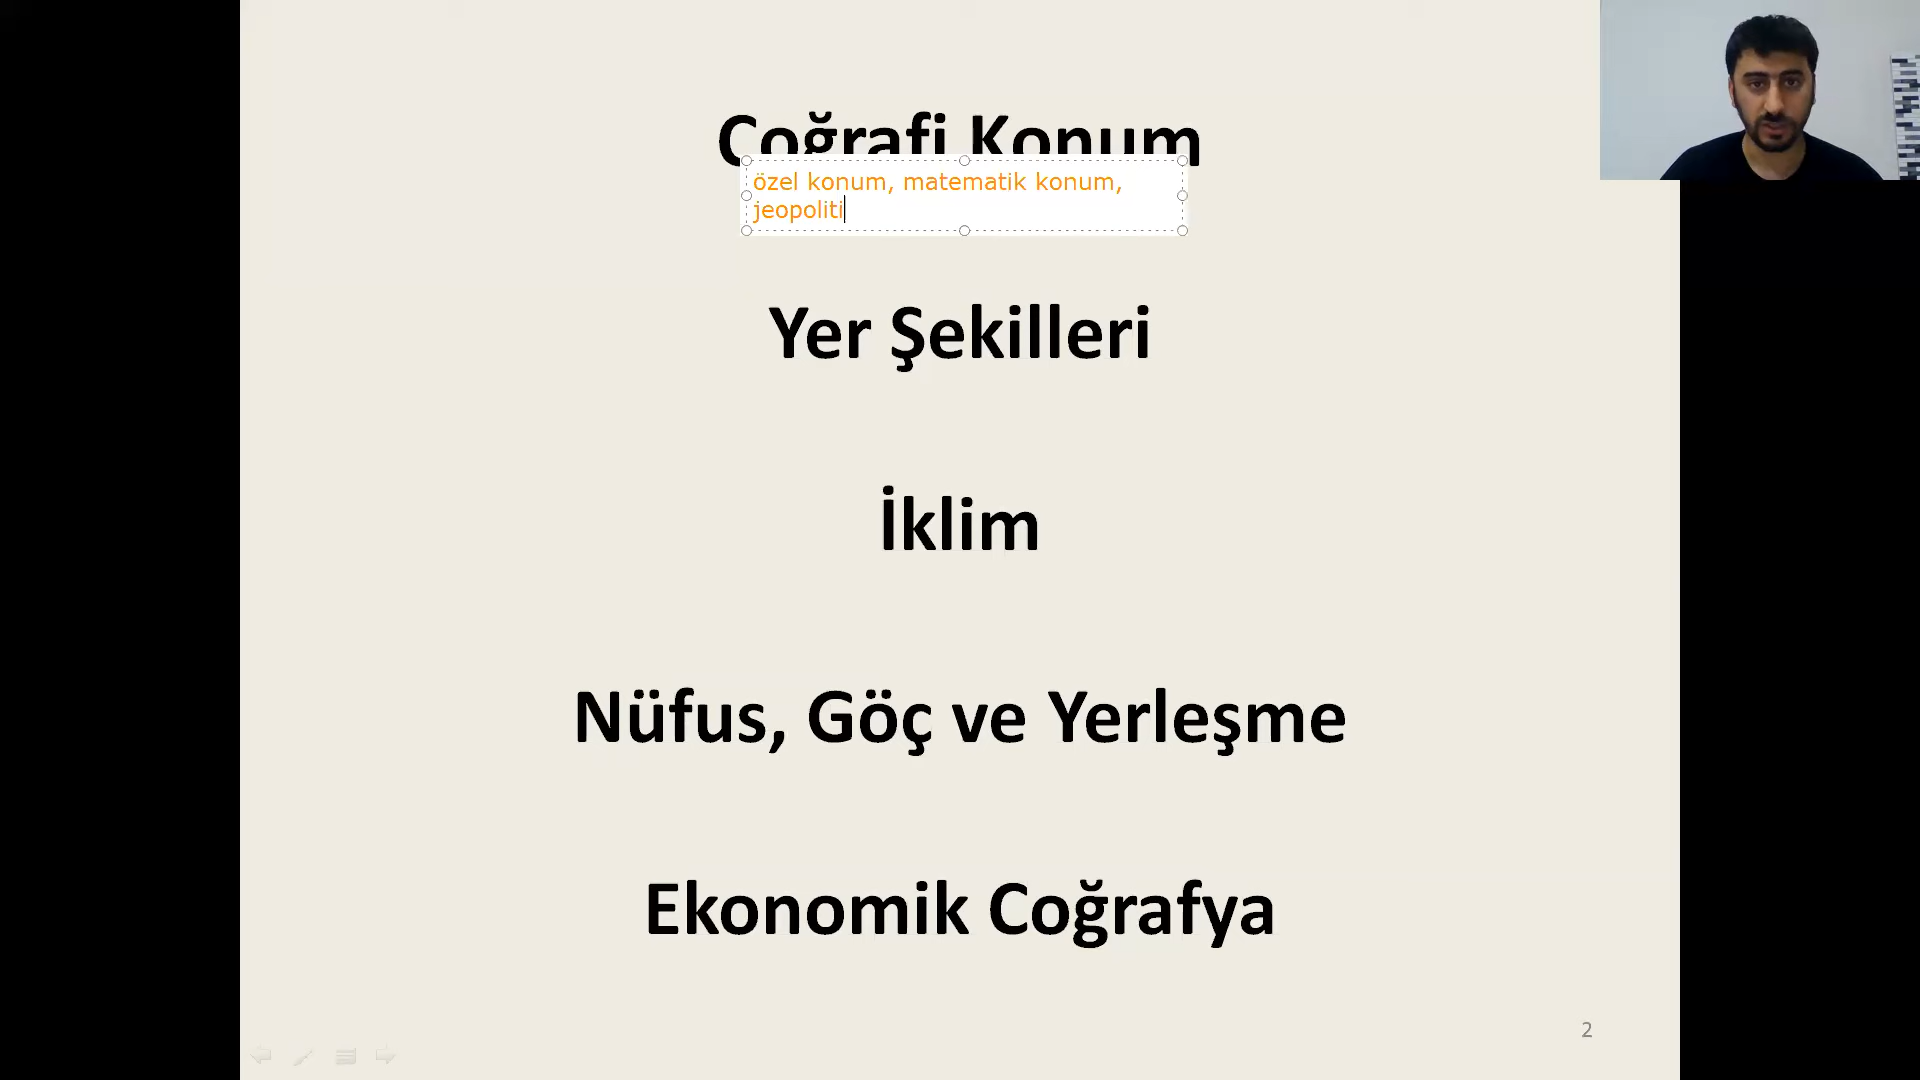 Coğrafi Konum
özel konum, matematik konum,
jeopoliti
Yer Şekilleri
İklim
Nüfus, Göç ve Yerleşme
Ekonomik Coğrafya
2